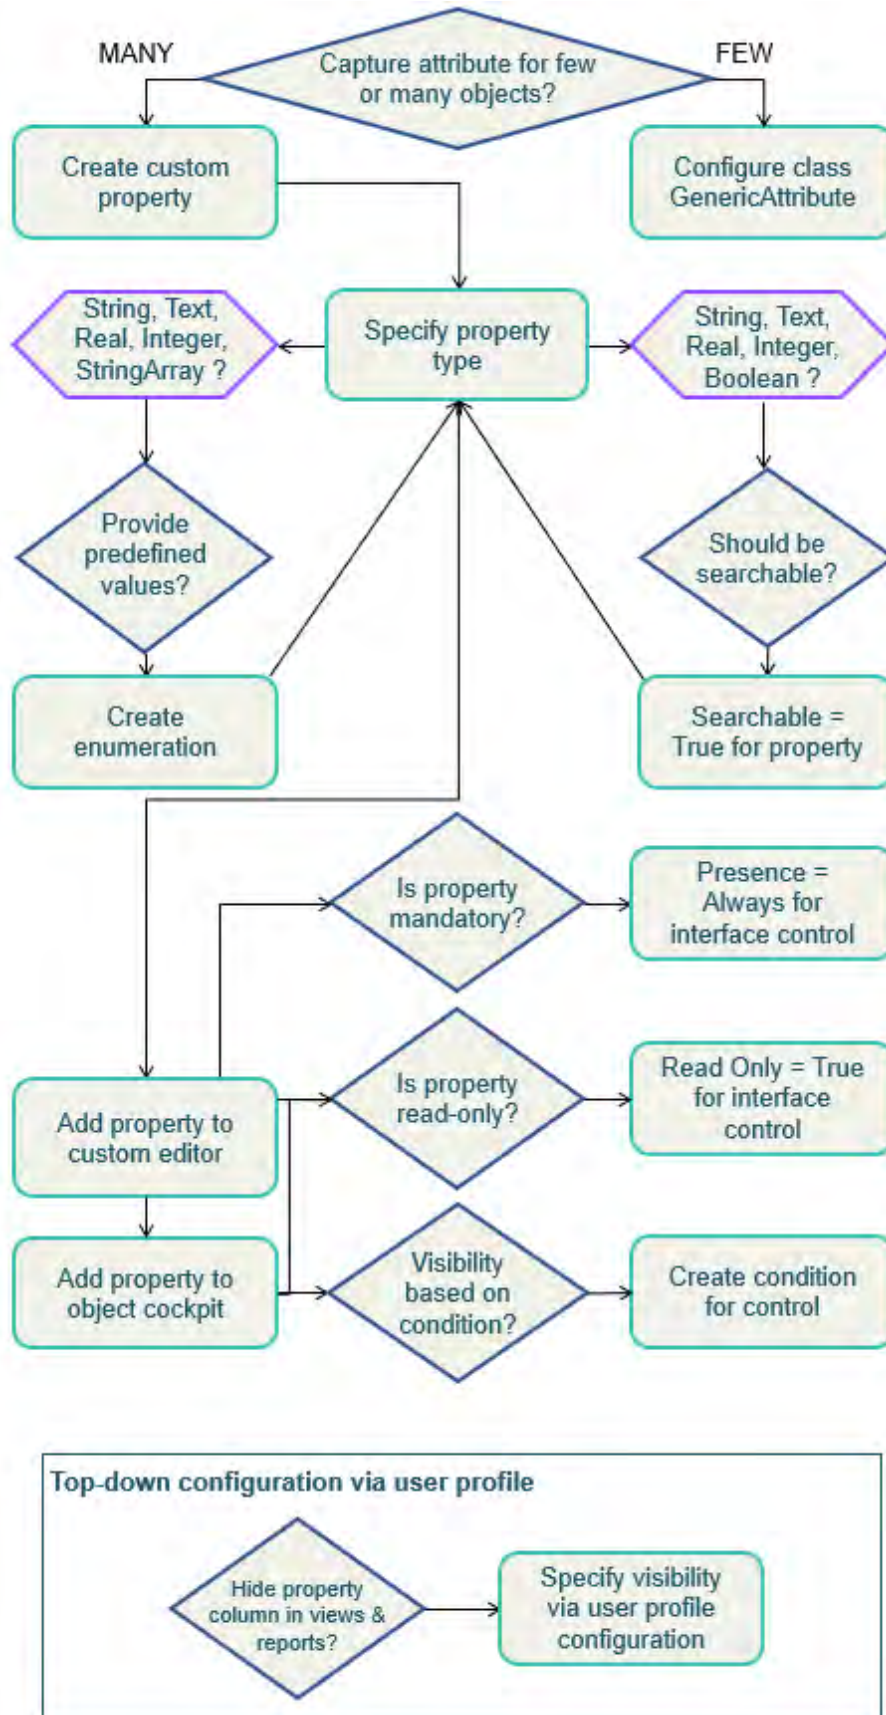 MANY
FEW
Capture attribute for few
or many objects?
Create custom
property
Configure class
GenericAttribute
String, Text,
Real, Integer,
StringArray ?
Specify property
type
String, Text,
Real, Integer,
Boolean ?
Provide
predefined
values?
Should be
searchable?
Create
enumeration
Searchable =
True for property
Is property
mandatory?
Presence =
Always for
interface control
Add property to
custom editor
Is property
read-only?
Read Only = True
for interface
control
Add property to
object cockpit
Visibility
based on
condition?
Create condition
for control
Top-down configuration via user profile
Hide property
column in views &
reports?
Specify visibility
via user profile
configuration